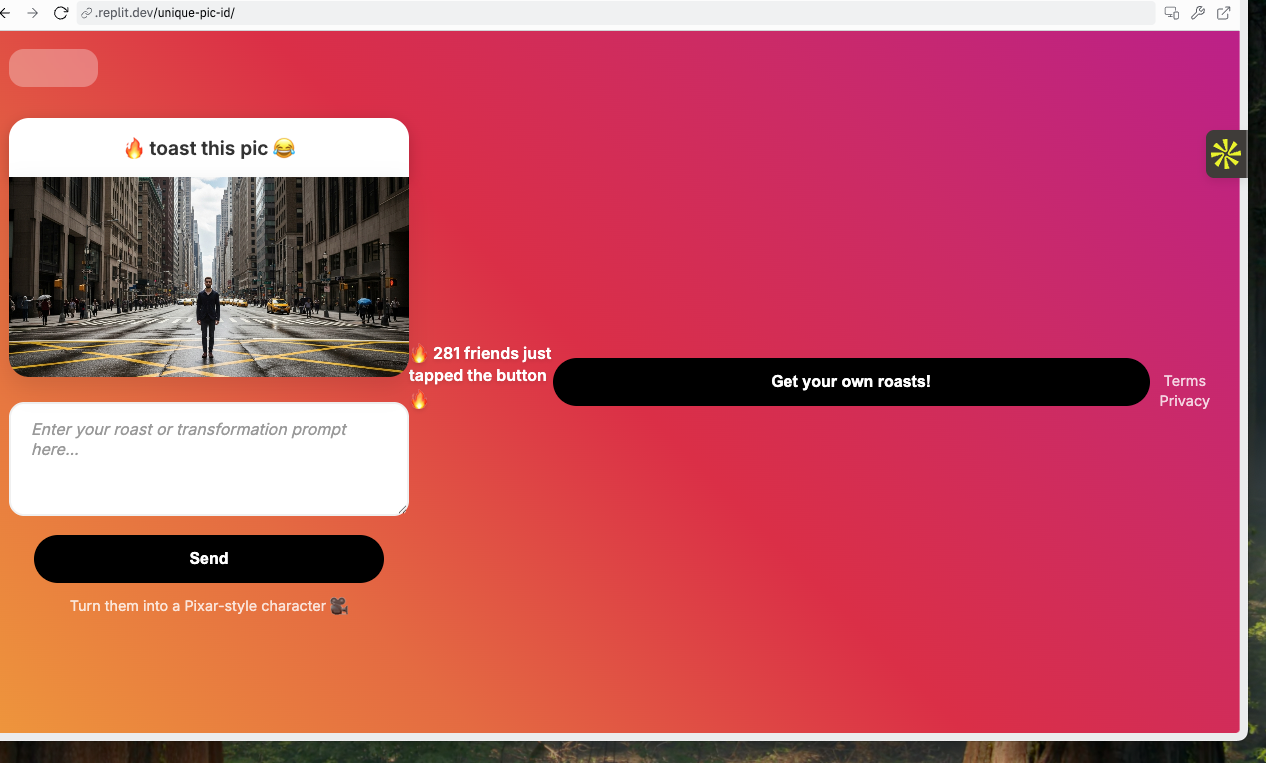 .replit.dev/unique-pic-id/
🔥 toast this pic 😂
Enter your roast or transformation prompt
here...
Send
Turn them into a Pixar-style character 🎥
🔥 281 friends just
tapped the button
🔥
Get your own roasts!
Terms
Privacy